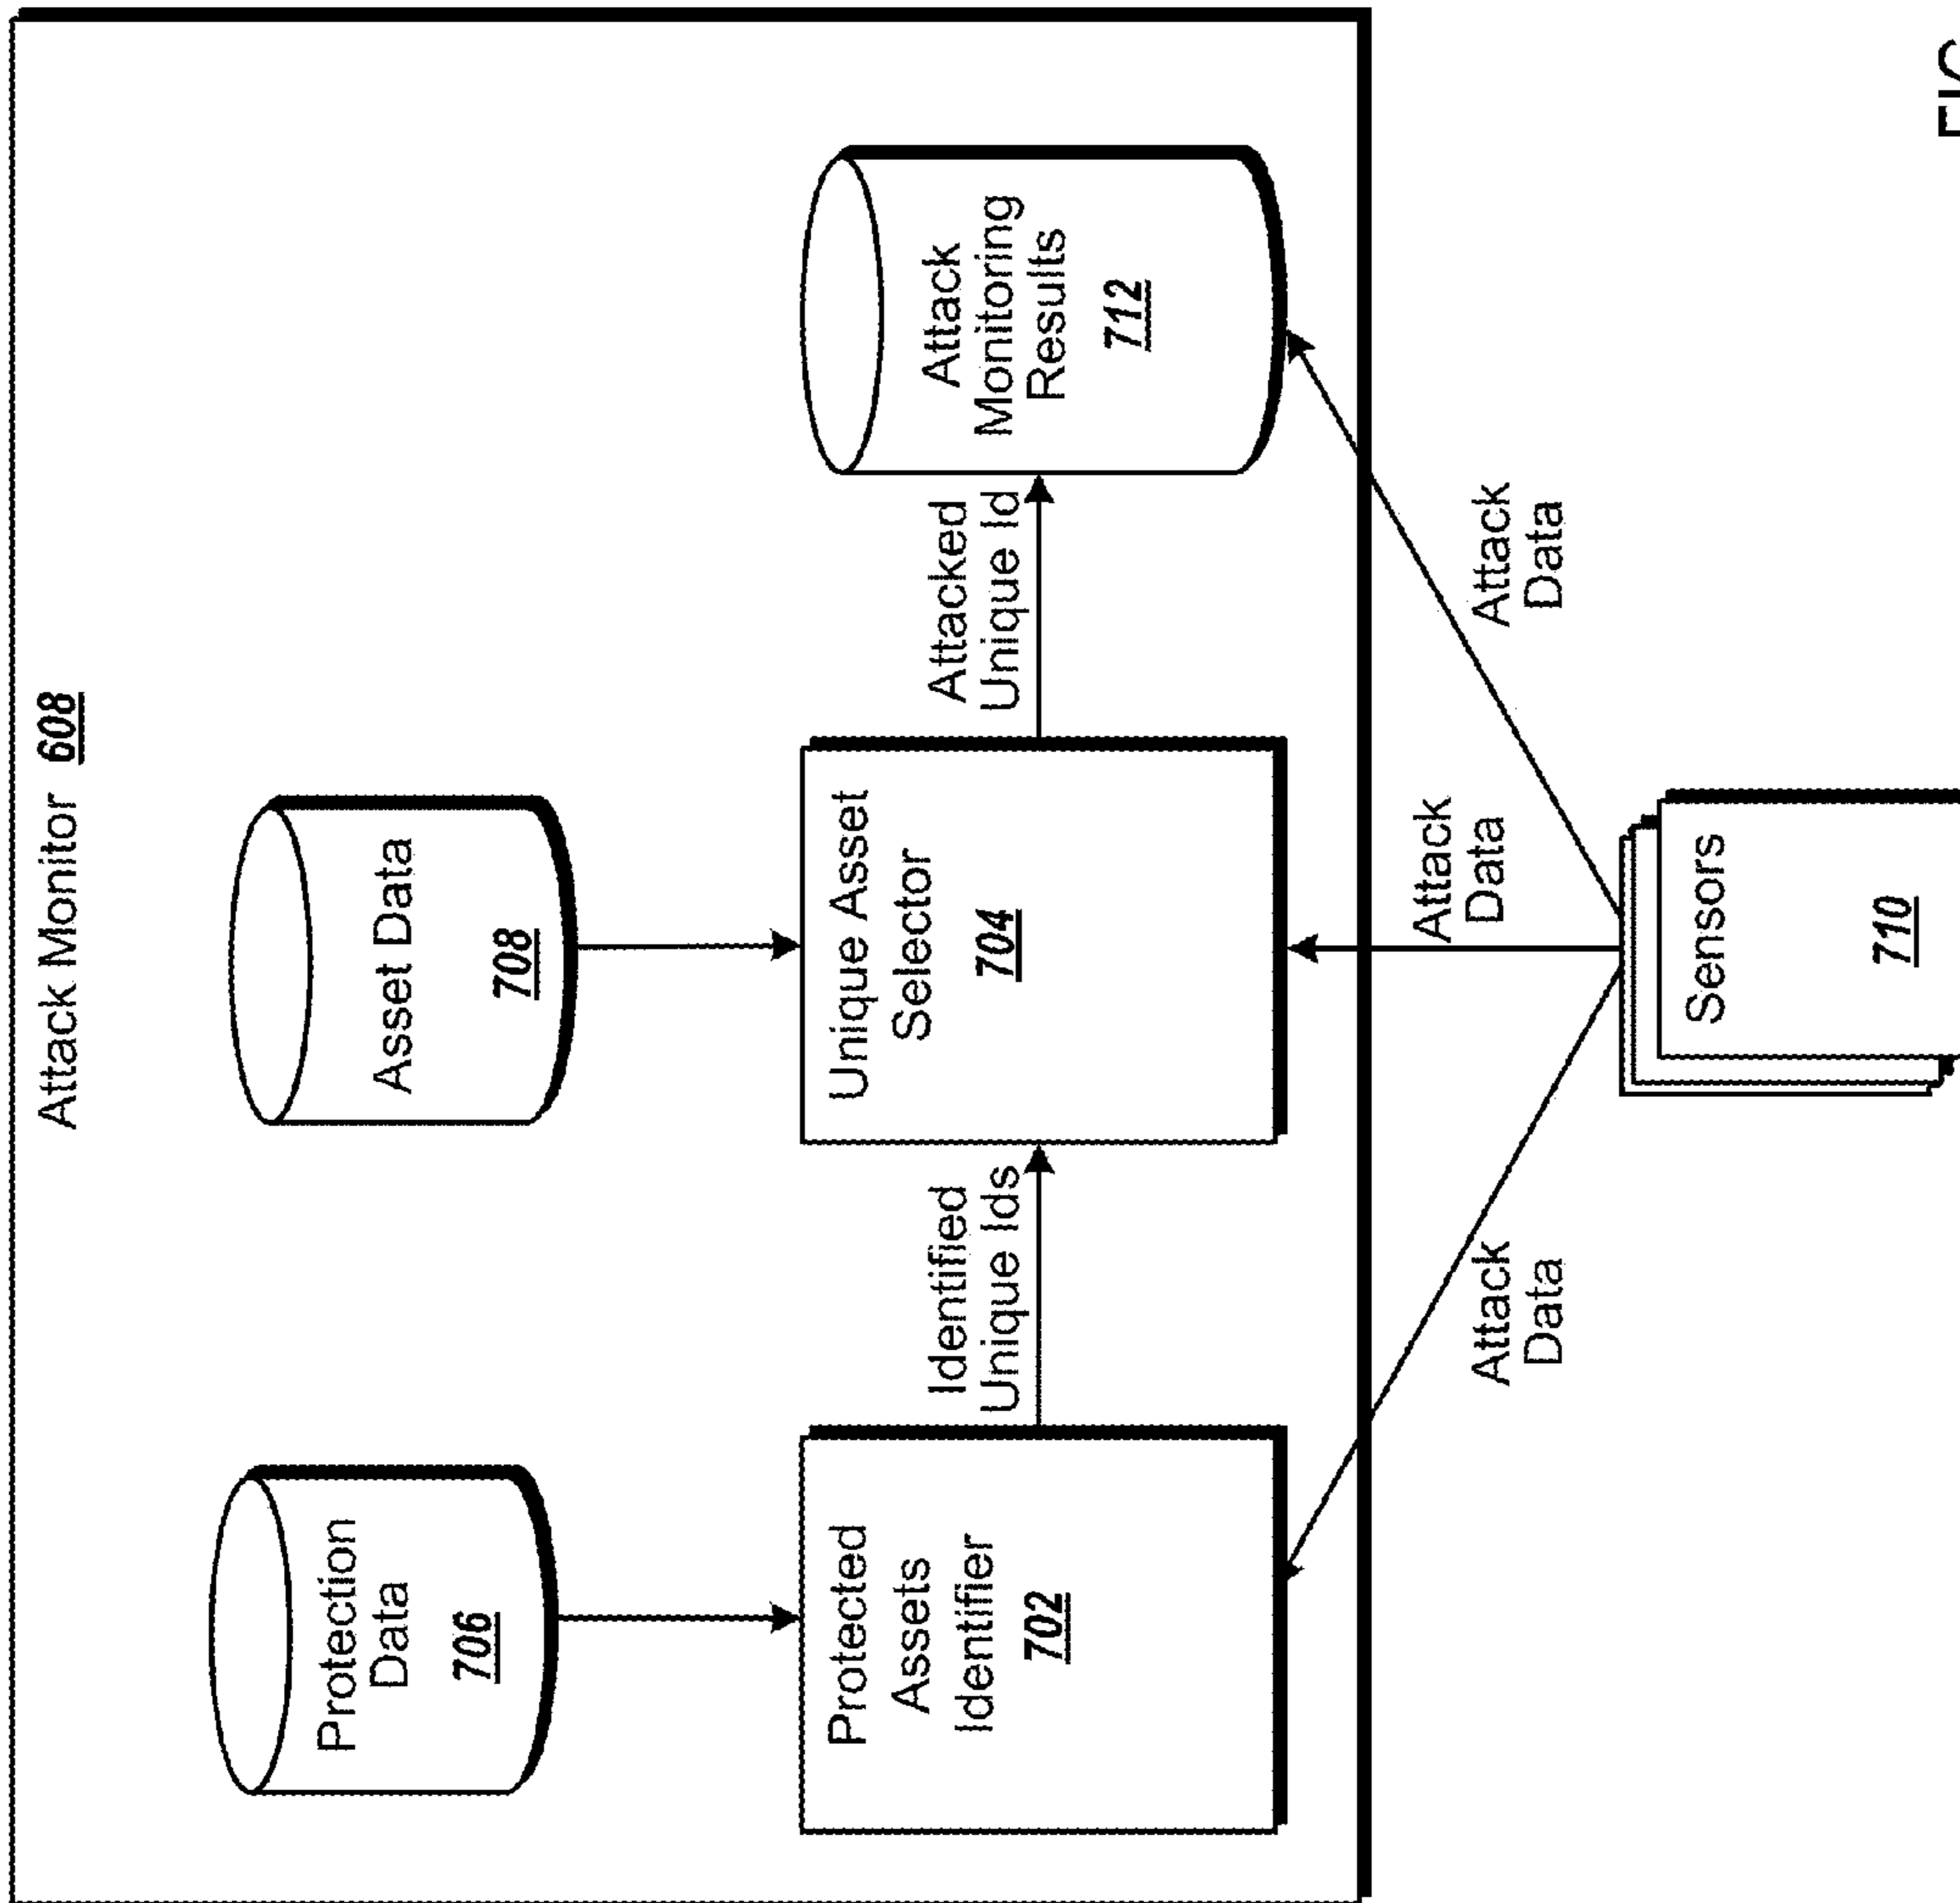 Attack Monitor 608
Protection
Data
706
Asset Data
708
Protected
Assets
Identifier
702
Identified
Unique Ids
Unique Asset
Selector
704
Attacked
Unique Id
Attack
Monitoring
Results
712
Attack
Data
Attack
Data
Attack
Data
Sensors
710